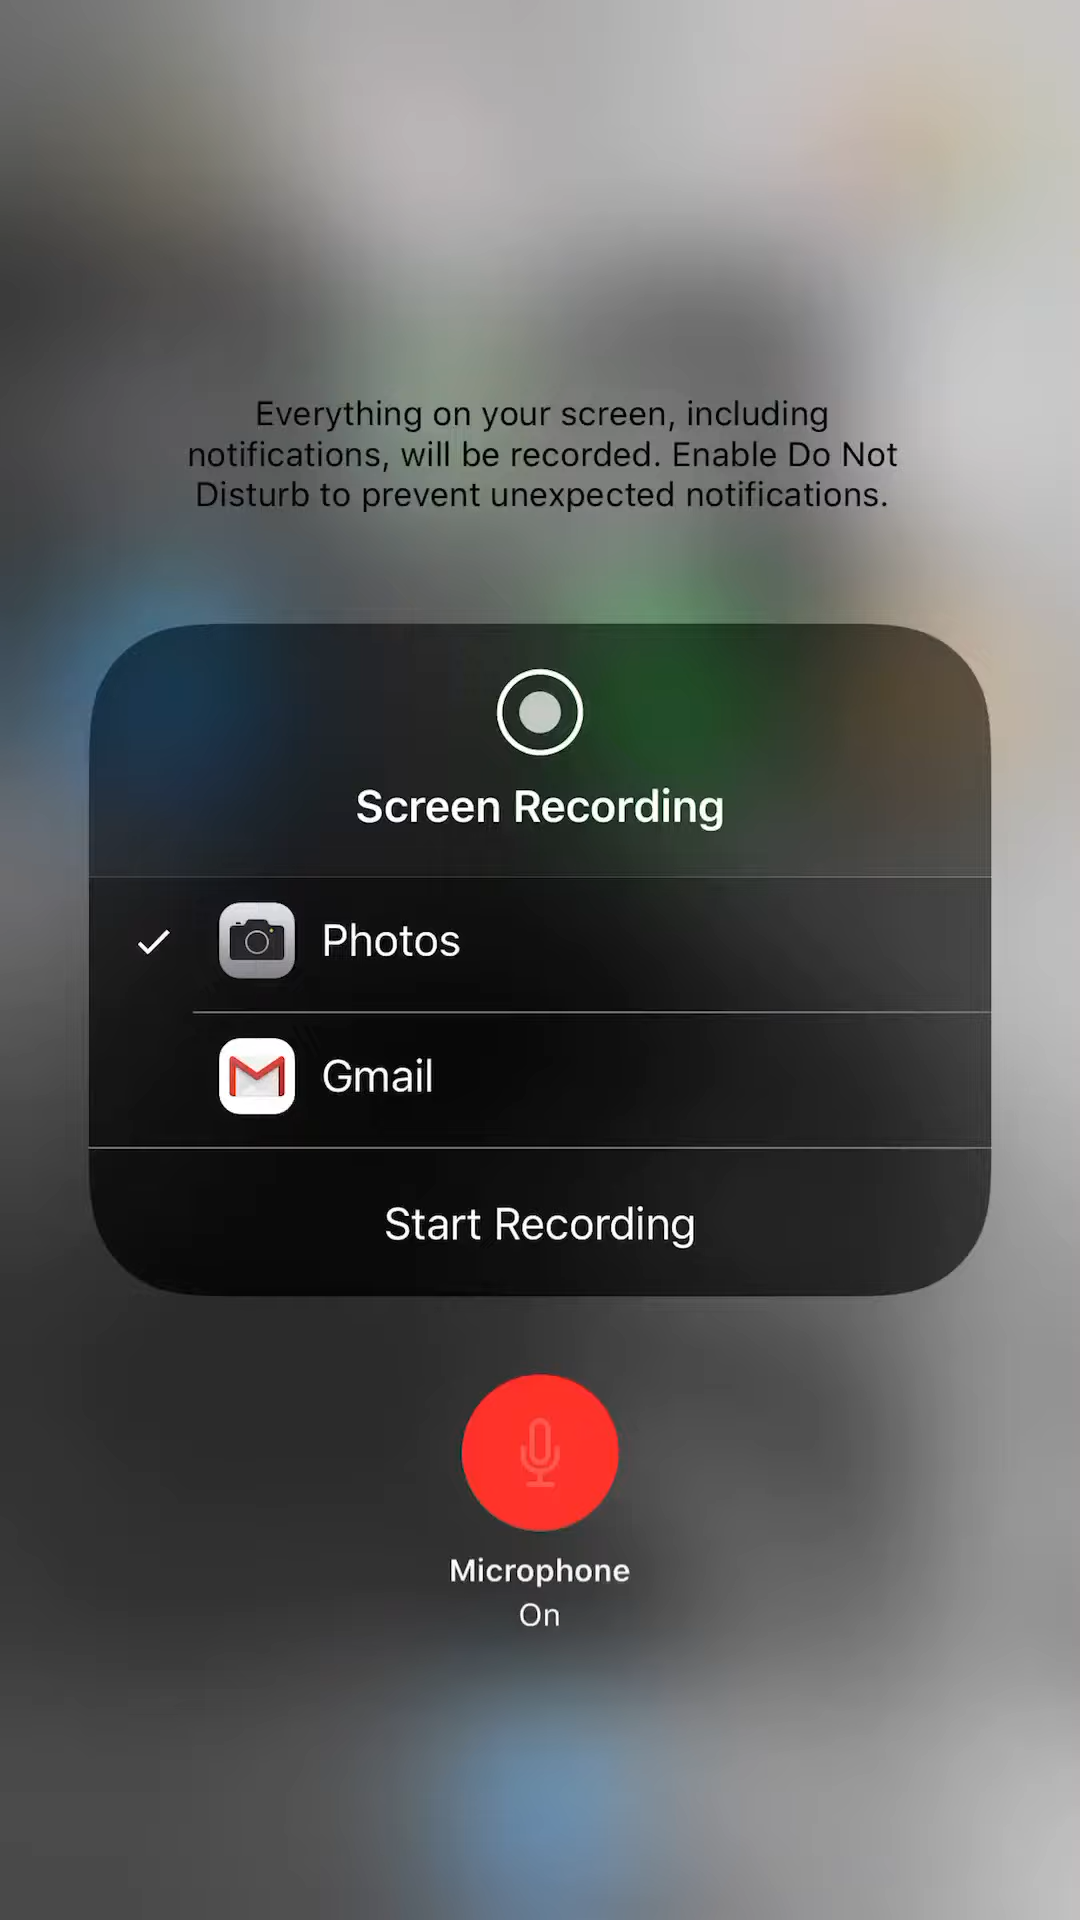 Everything on your screen, including
notifications, will be recorded. Enable Do Not
Disturb to prevent unexpected notifications.
Screen Recording
Photos
Gmail
Start Recording
Microphone
On